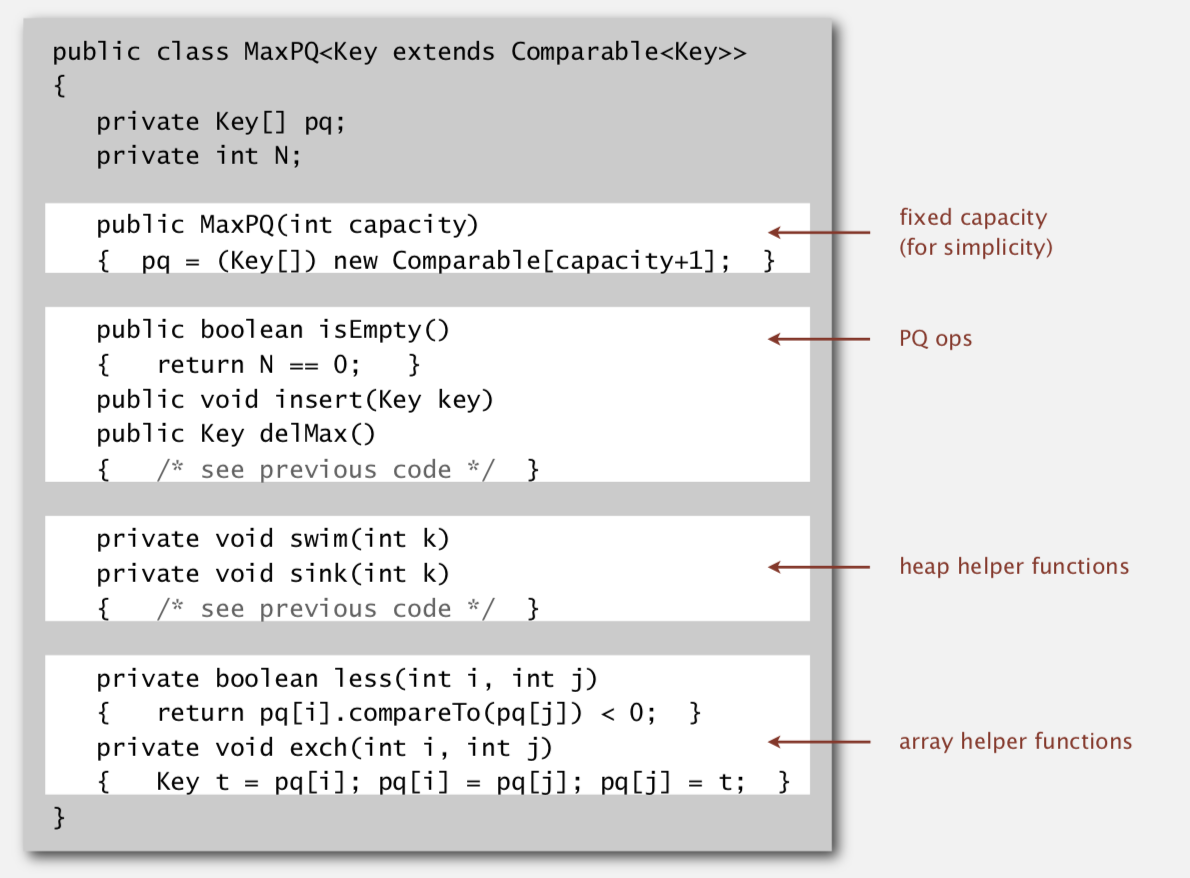 public class MaxPQ<Key extends Comparable<Key>>
{
private Key[] pq;
private int N;
public MaxPQ(int capacity)
{ pq = (Key[]) new Comparable[capacity+1]; }
fixed capacity
(for simplicity)
public boolean isEmpty()
{ return N == 0; }
public void insert(Key key)
public Key delMax()
{ /* see previous code */ }
PQ ops
private void swim(int k)
private void sink(int k)
{ /* see previous code */ }
heap helper functions
private boolean less(int i, int j)
{ return pq[i].compareTo(pq[j]) < 0; }
private void exch(int i, int j)
{ Key t = pq[i]; pq[i] = pq[j]; pq[j] = t; }
array helper functions
}